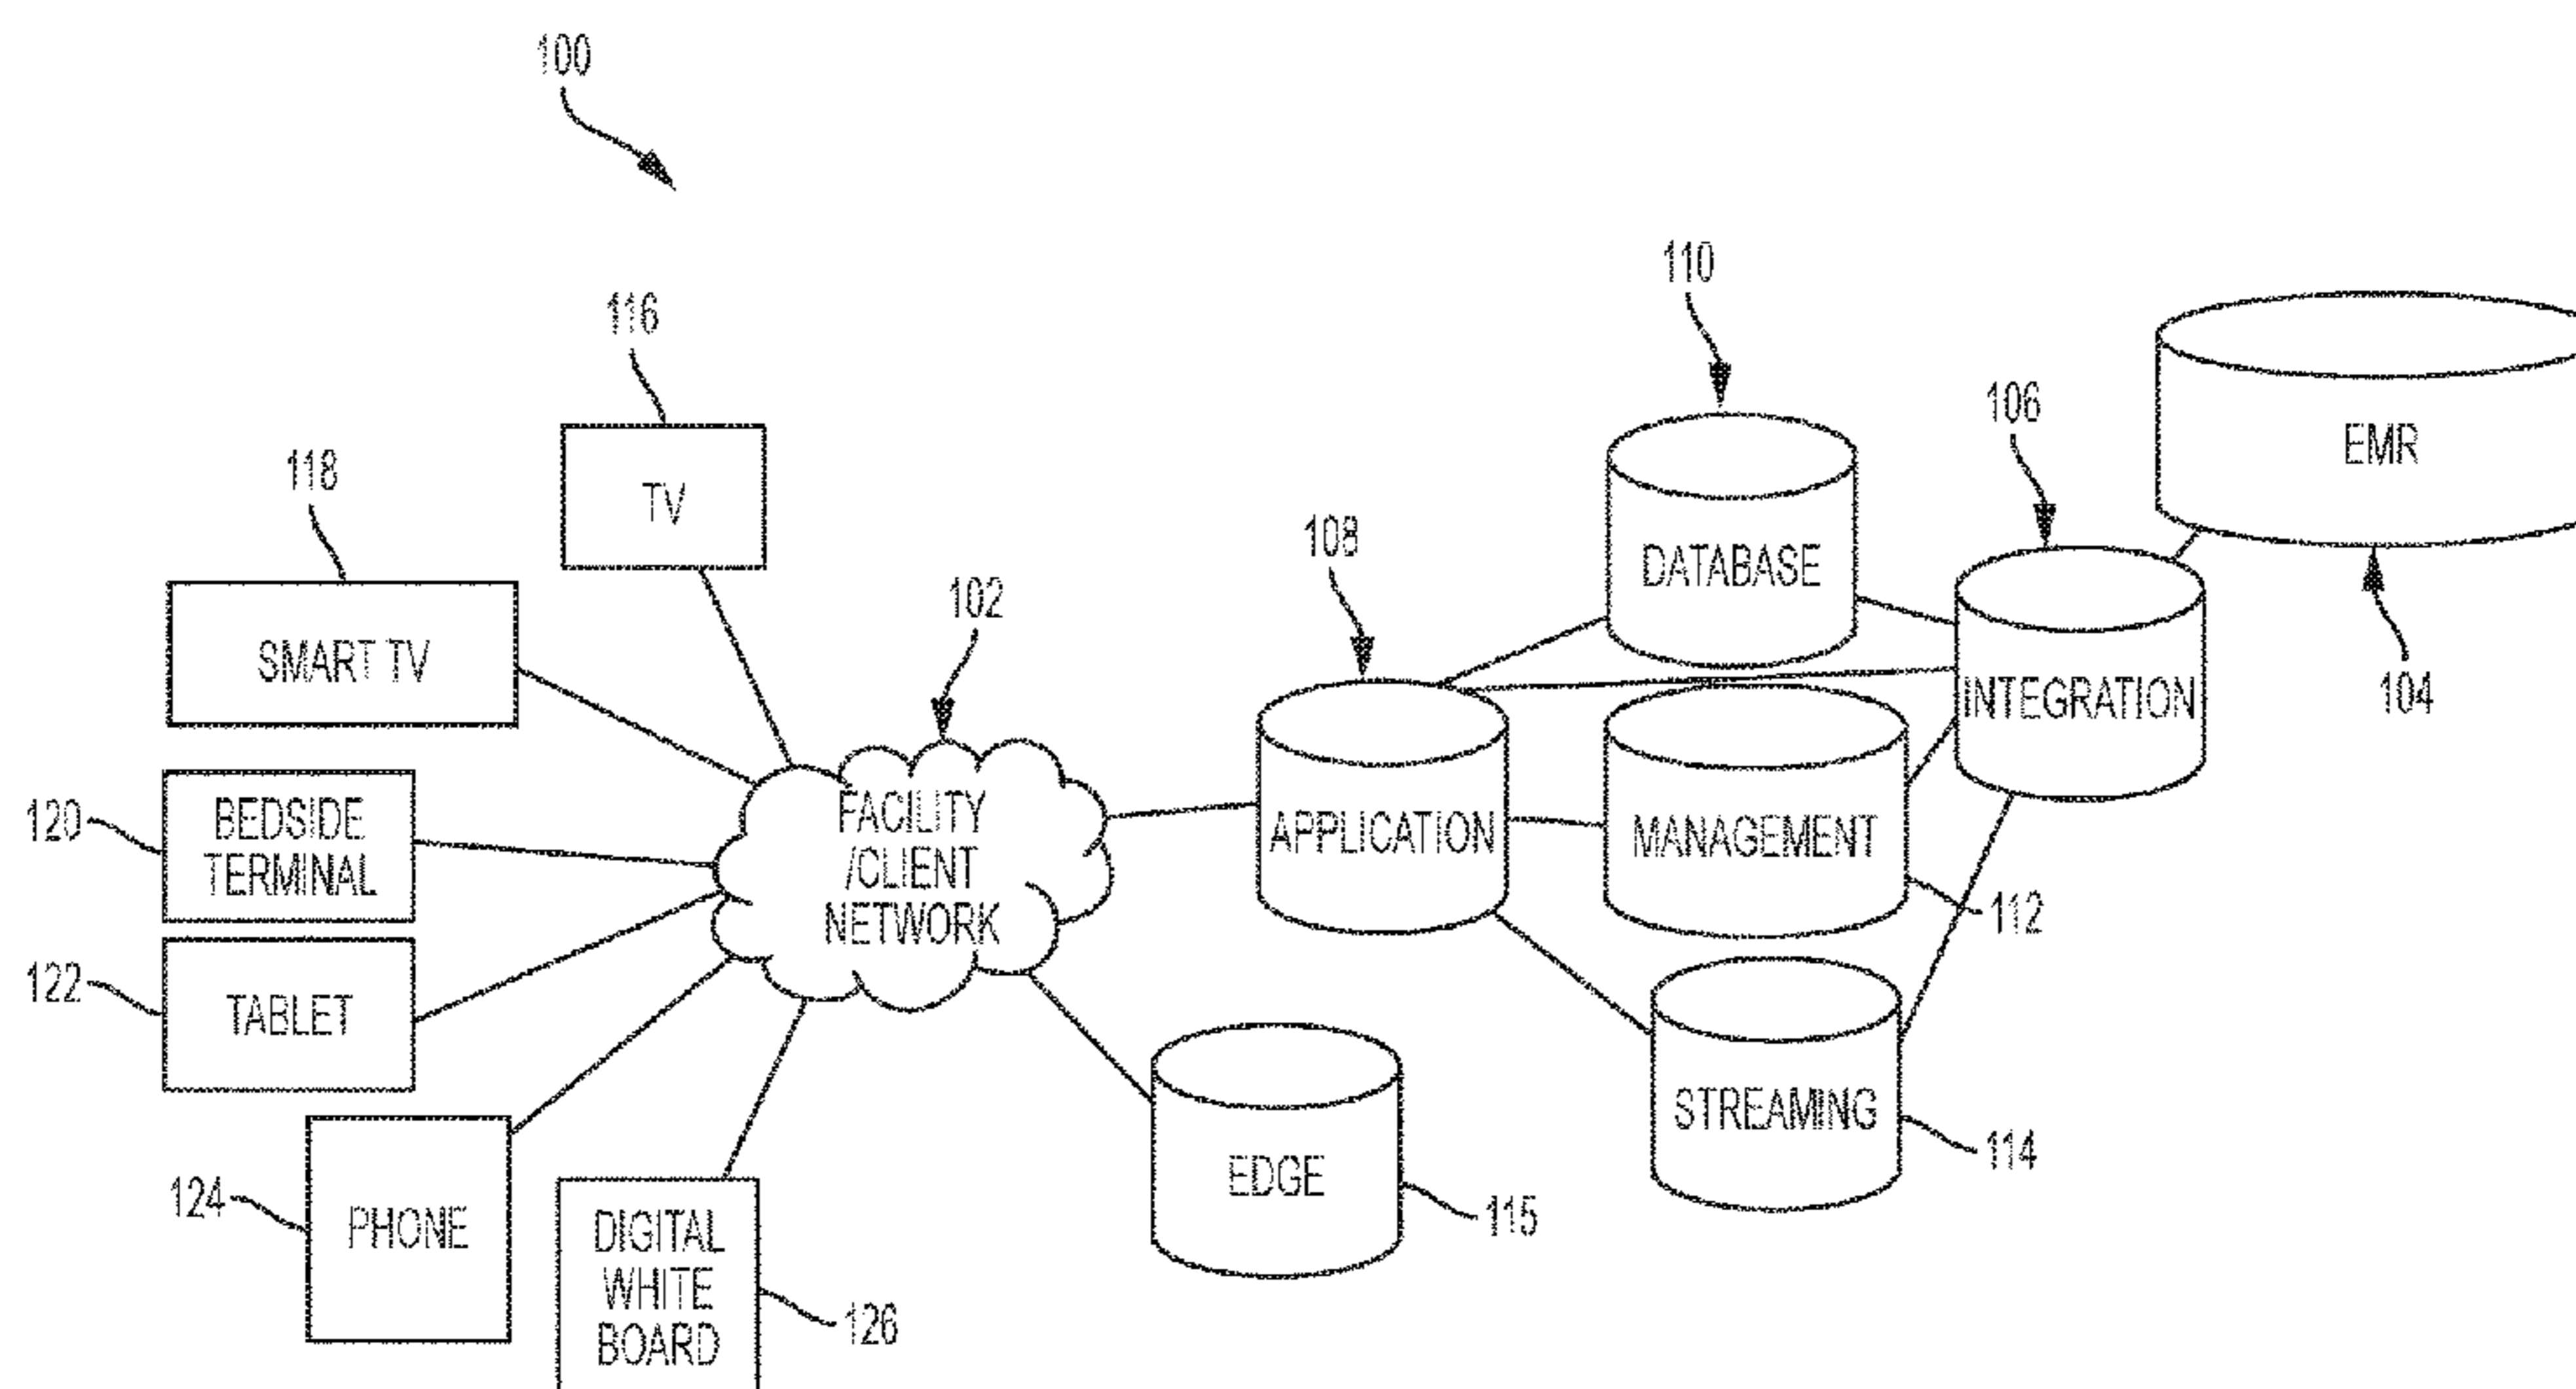 100
110
116
106
EMR
118
TV
108
DATABASE
102
SMART TV
INTEGRATION
104
120
BEDSIDE
TERMINAL
FACILITY
/CLIENT
NETWORK
APPLICATION
MANAGEMENT
112
122
TABLET
STREAMING
114
EDGE
115
124
PHONE
DIGITAL
WHITE
BOARD
126